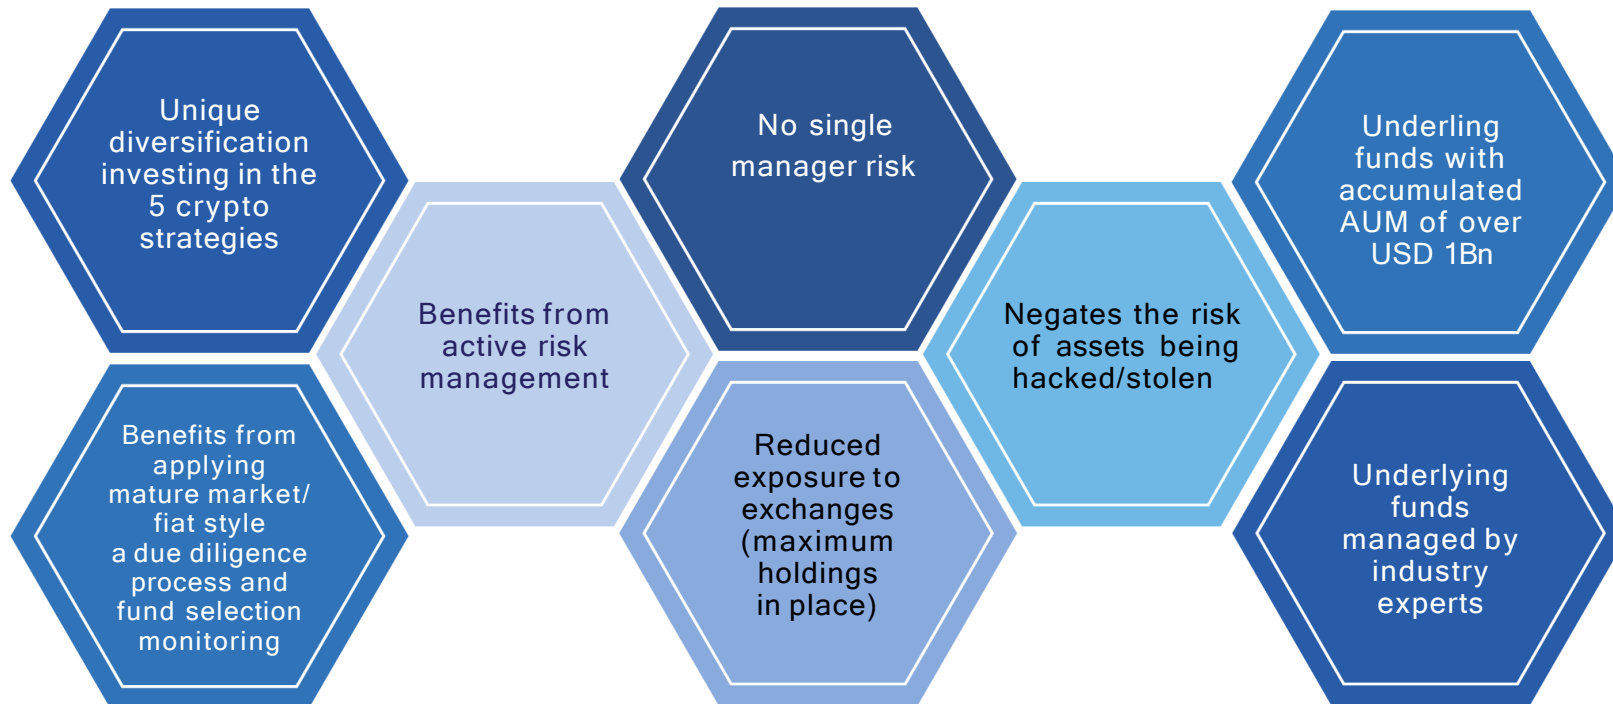 Unique
diversification
investing in the
5 crypto
strategies
Benefits from
applying
mature market/
fiat style
a due diligence
process and
fund selection
monitoring
Benefits from
active risk
management
No single
manager risk
Reduced
exposure to
exchanges
(maximum
holdings
in place)
Negates the risk
of assets being
hacked/stolen
Underling
funds with
accumulated
AUM of over
USD 1Bn
Underlying
funds
managed by
industry
experts